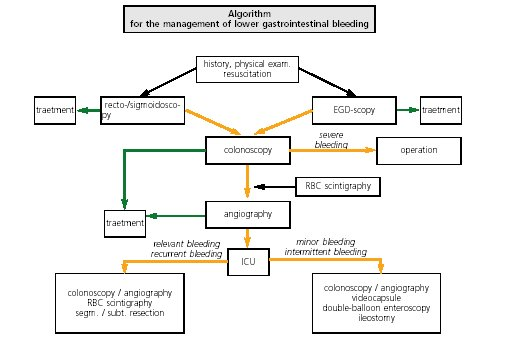 Algorithm
for the management of lower gastrointestinal bleeding
history, physical exam.
resuscitation
traetment
recto-/sigmoidosco-
py
EGD-scopy
traetment
colonoscopy
severe
bleeding
operation
RBC scintigraphy
traetment
angiography
relevant bleeding
recurrent bleeding
ICU
minor bleeding
intermittent bleeding
colonoscopy / angiography
RBC scintigraphy
segm. / subt. resection
colonoscopy / angiography
videocapsule
double-balloon enteroscopy
ileostomy